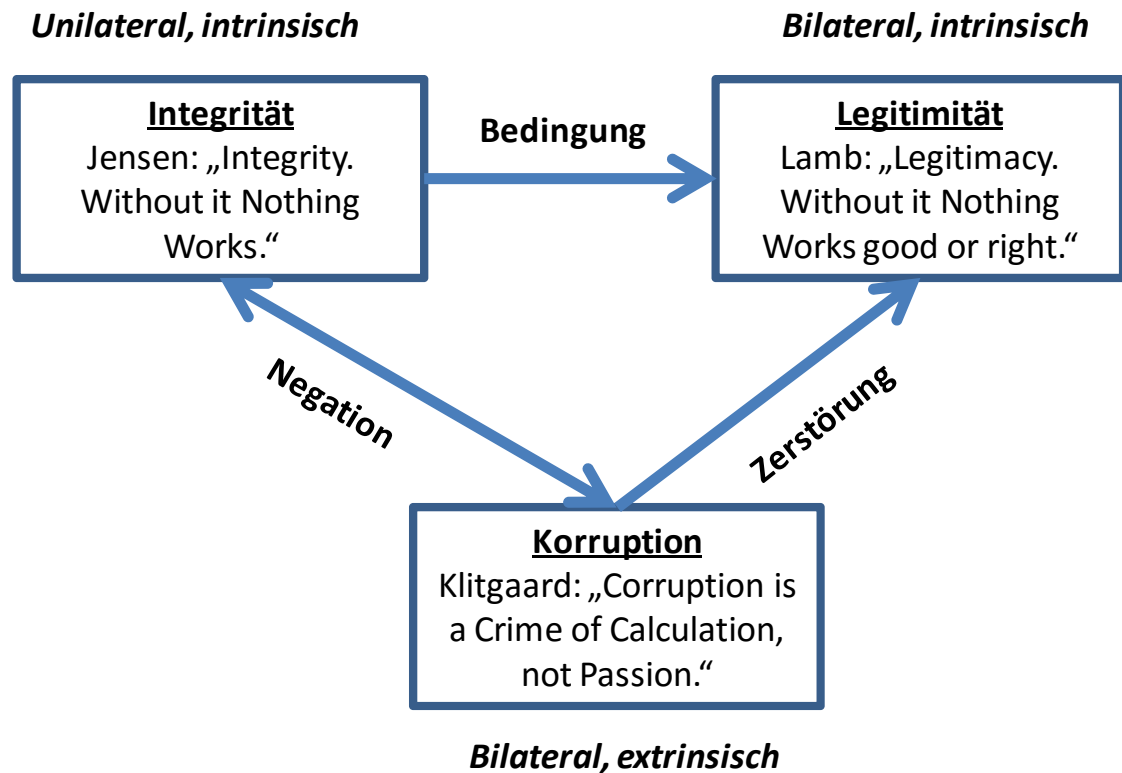 Unilateral, intrinsisch
Bilateral, intrinsisch
Integrität
Jensen: „Integrity.
Without it Nothing
Works.“
Bedingung
Legitimität
Lamb: „Legitimacy.
Without it Nothing
Works good or right.“
Negation
Zerstörung
Korruption
Klitgaard: „Corruption is
a Crime of Calculation,
not Passion.“
Bilateral, extrinsisch